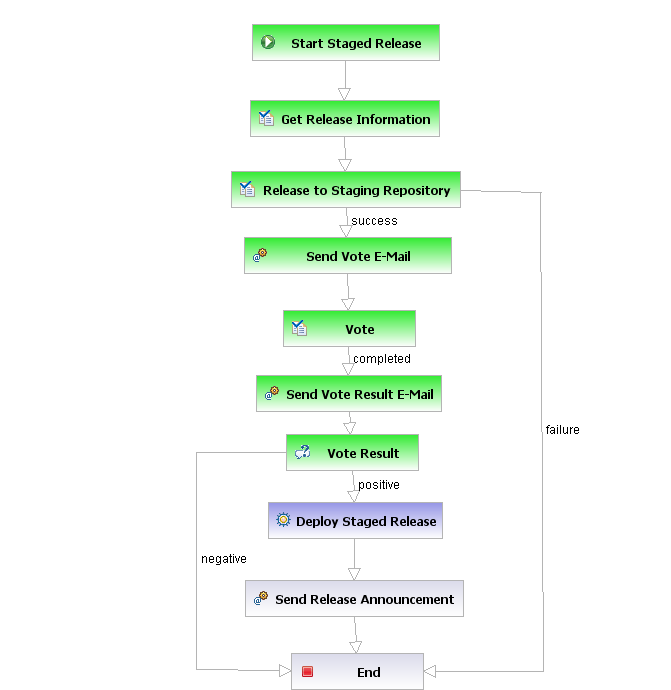 Start Staged Release
Get Release Information
Release to Staging Repository
success
Send Vote E-Mail
Vote
completed
Send Vote Result E-Mail
failure
Vote Result
positive
Deploy Staged Release
negative
Send Release Announcement
End